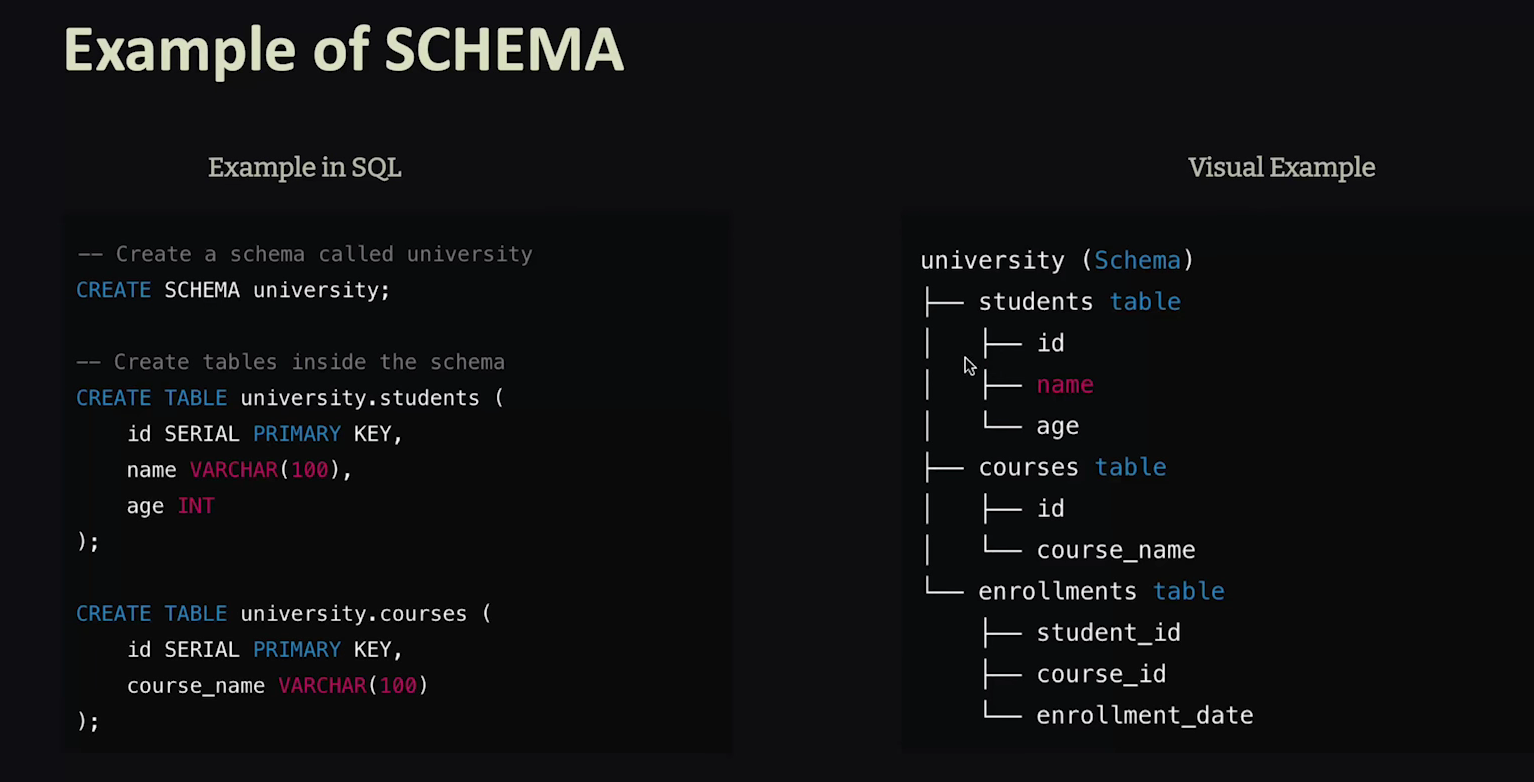 Example of SCHEMA
Example in SQL
-- Create a schema called university
CREATE SCHEMA university;
-- Create tables inside the schema
CREATE TABLE university.students (
    id SERIAL PRIMARY KEY,
    name VARCHAR(100),
    age INT
);
CREATE TABLE university.courses (
    id SERIAL PRIMARY KEY,
    course_name VARCHAR(100)
);
Visual Example
university (Schema)
├── students table
│   ├── id
│   ├── name
│   └── age
├── courses table
│   ├── id
│   └── course_name
└── enrollments table
    ├── student_id
    ├── course_id
    └── enrollment_date